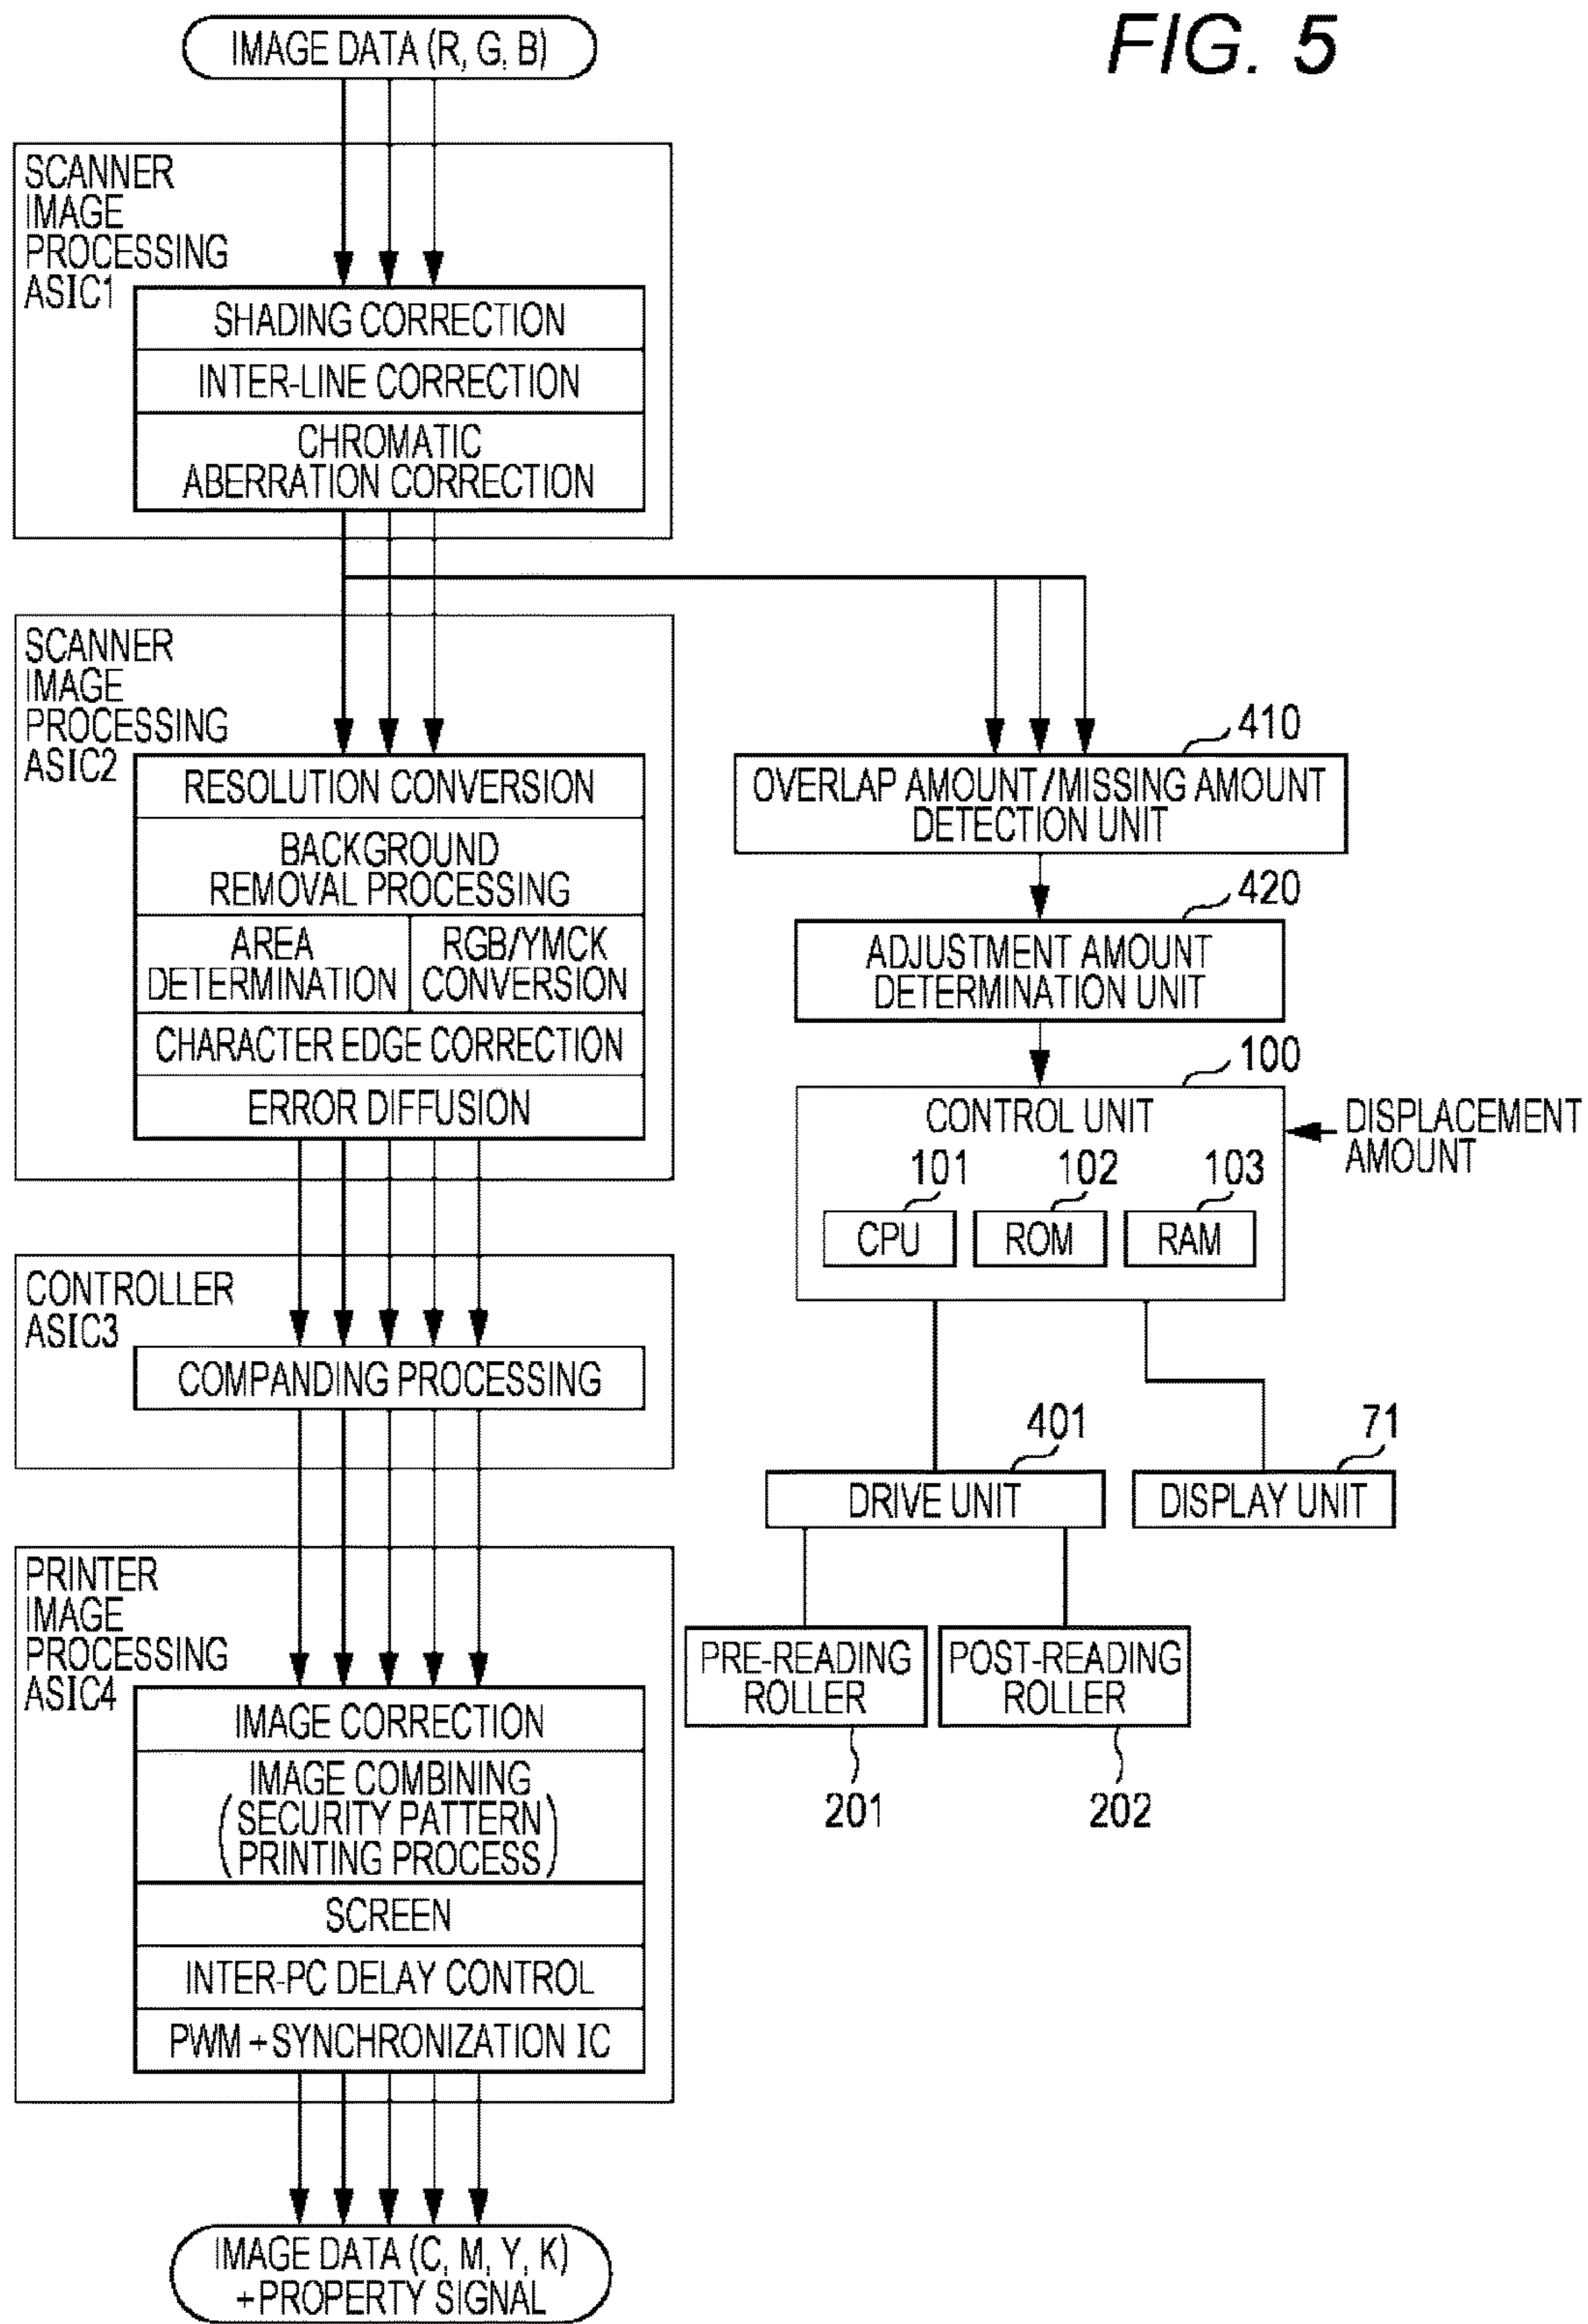 FIG. 5
IMAGE DATA (R, G, B)
SCANNER
IMAGE
PROCESSING
ASIC1
SHADING CORRECTION
INTER-LINE CORRECTION
CHROMATIC
ABERRATION CORRECTION
SCANNER
IMAGE
PROCESSING
ASIC2
RESOLUTION CONVERSION
BACKGROUND
REMOVAL PROCESSING
AREA
DETERMINATION
RGB/YMCK
CONVERSION
CHARACTER EDGE CORRECTION
ERROR DIFFUSION
CONTROLLER
ASIC3
COMPANDING PROCESSING
PRINTER
IMAGE
PROCESSING
ASIC4
IMAGE CORRECTION
IMAGE COMBINING
(SECURITY PATTERN
PRINTING PROCESS)
SCREEN
INTER-PC DELAY CONTROL
PWM+SYNCHRONIZATION IC
IMAGE DATA (C, M, Y, K)
+PROPERTY SIGNAL
410
OVERLAP AMOUNT/MISSING AMOUNT
DETECTION UNIT
420
ADJUSTMENT AMOUNT
DETERMINATION UNIT
100
CONTROL UNIT
DISPLACEMENT
AMOUNT
101
102
103
CPU
ROM
RAM
401
71
DRIVE UNIT
DISPLAY UNIT
PRE-READING
ROLLER
POST-READING
ROLLER
201
202